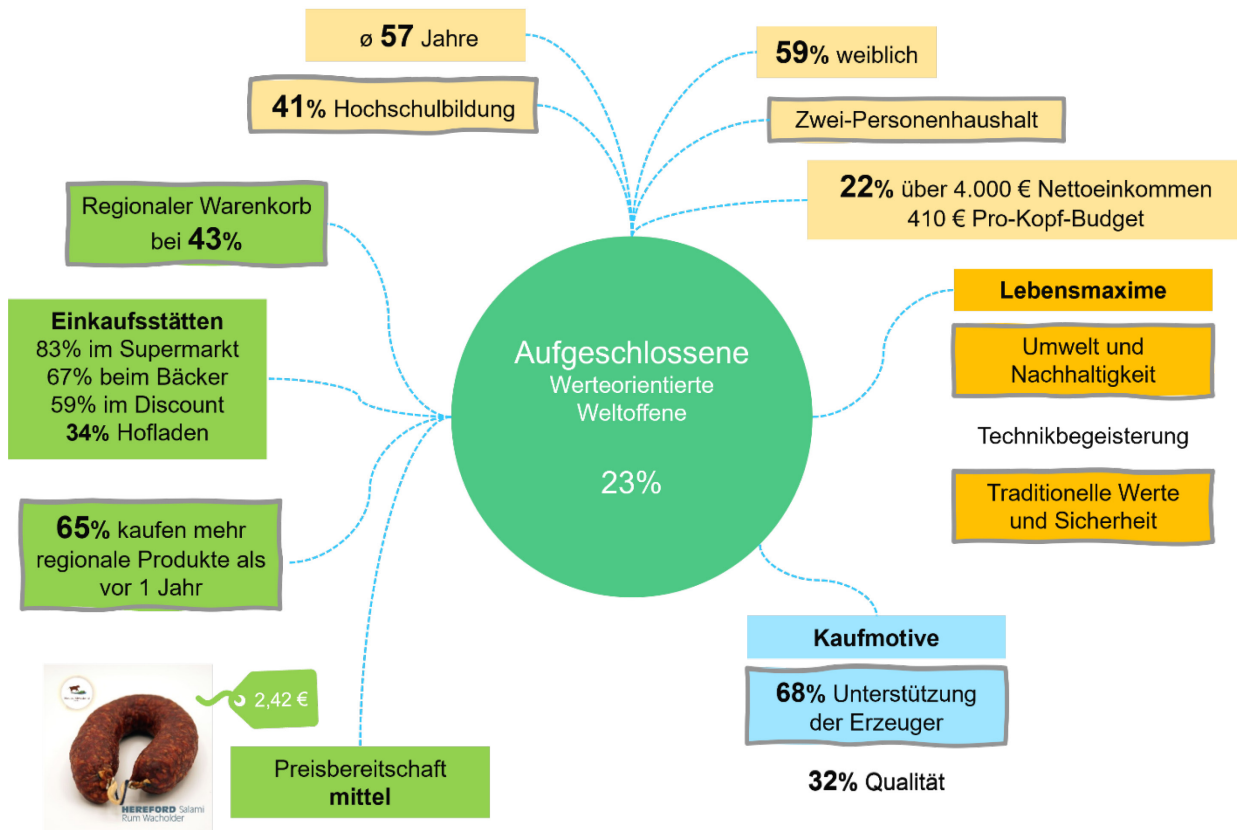 ø 57 Jahre
59% weiblich
41% Hochschulbildung
Zwei-Personenhaushalt
22% über 4.000 € Nettoeinkommen
410 € Pro-Kopf-Budget
Regionaler Warenkorb
bei 43%
Einkaufsstätten
83% im Supermarkt
67% beim Bäcker
59% im Discount
34% Hofladen
65% kaufen mehr
regionale Produkte als
vor 1 Jahr
2,42 €
HEREFORD Salami
Rum Wacholder
Preisbereitschaft
mittel
Aufgeschlossene
Werteorientierte
Weltoffene
23%
Lebensmaxime
Umwelt und
Nachhaltigkeit
Technikbegeisterung
Traditionelle Werte
und Sicherheit
Kaufmotive
68% Unterstützung
der Erzeuger
32% Qualität